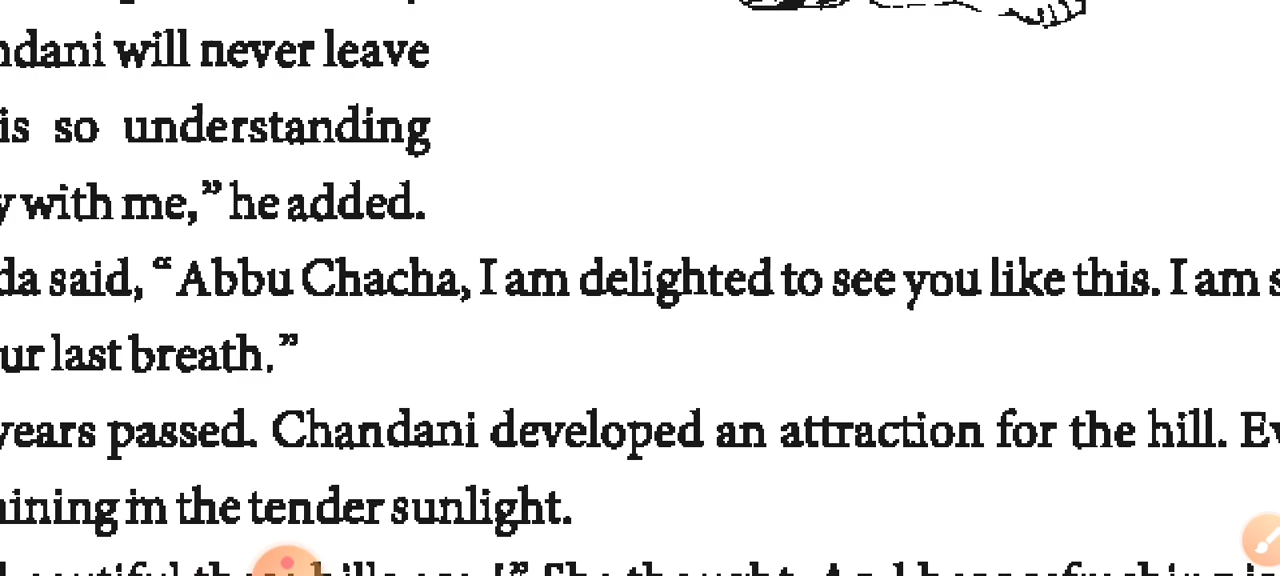 ndani will never leave
is so understanding
y with me,” he added.
da said, “Abbu Chacha, I am delighted to see you like this. I am s
ur last breath.”
years passed. Chandani developed an attraction for the hill. Ev
ining in the tender sunlight.